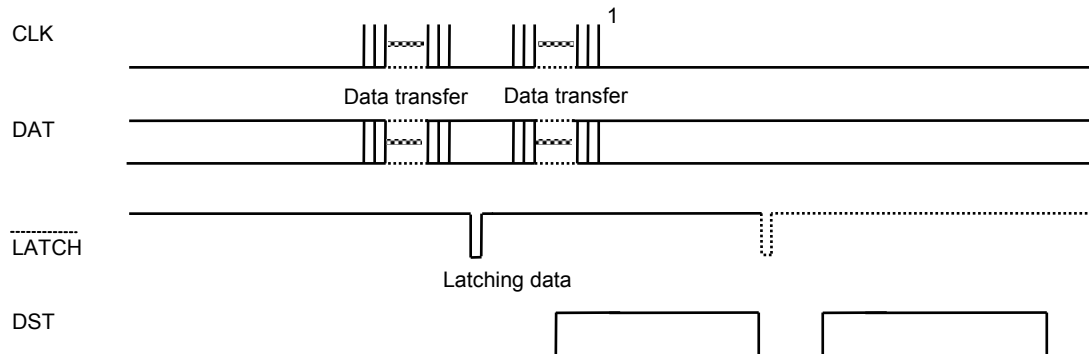 CLK
1
Data transfer Data transfer
DAT
LATCH
Latching data
DST